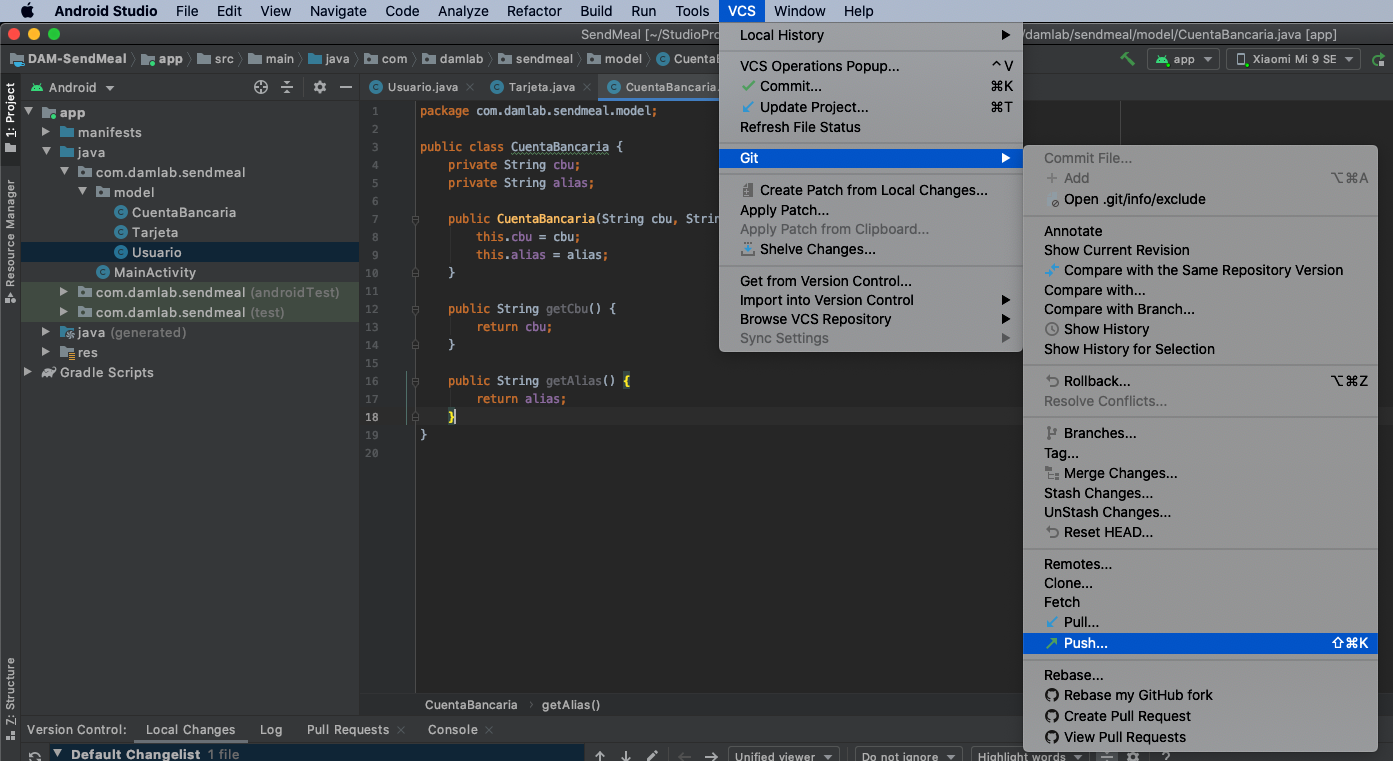 Android Studio File Edit View Navigate Code Analyze Refactor Build Run Tools VCS Window Help
SendMeal [~/StudioPro /damlab/sendmeal/model/CuentaBancaria.java [app]
DAM-SendMeal app src main java com damlab sendmeal model CuentaB app Xiaomi Mi 9 SE
1: Project
Resource Manager
Z: Structure
Android
app
manifests
java
com.damlab.sendmeal
model
CuentaBancaria
Tarjeta
Usuario
MainActivity
com.damlab.sendmeal (androidTest)
com.damlab.sendmeal (test)
java (generated)
res
Gradle Scripts
Usuario.java Tarjeta.java CuentaBancaria.
1 package com.damlab.sendmeal.model;
2
3 public class CuentaBancaria {
4 private String cbu;
5 private String alias;
6
7 public CuentaBancaria(String cbu, Strin
8 this.cbu = cbu;
9 this.alias = alias;
10 }
11
12 public String getCbu() {
13 return cbu;
14 }
15
16 public String getAlias() {
17 return alias;
18 }
19 }
20
CuentaBancaria getAlias()
Local History
VCS Operations Popup... ^V
Commit... ⌘K
Update Project... ⌘T
Refresh File Status
Git
Create Patch from Local Changes...
Apply Patch...
Apply Patch from Clipboard...
Shelve Changes...
Get from Version Control...
Import into Version Control
Browse VCS Repository
Sync Settings
Commit File...
Add ⌥⌘A
Open .git/info/exclude
Annotate
Show Current Revision
Compare with the Same Repository Version
Compare with...
Compare with Branch...
Show History
Show History for Selection
Rollback... ⌥⌘Z
Resolve Conflicts...
Branches...
Tag...
Merge Changes...
Stash Changes...
UnStash Changes...
Reset HEAD...
Remotes...
Clone...
Fetch
Pull...
Push... ⇧⌘K
Rebase...
Rebase my GitHub fork
Create Pull Request
View Pull Requests
Version Control: Local Changes Log Pull Requests Console
Default Changelist 1 file Unified viewer Do not ignore Highlight words ?